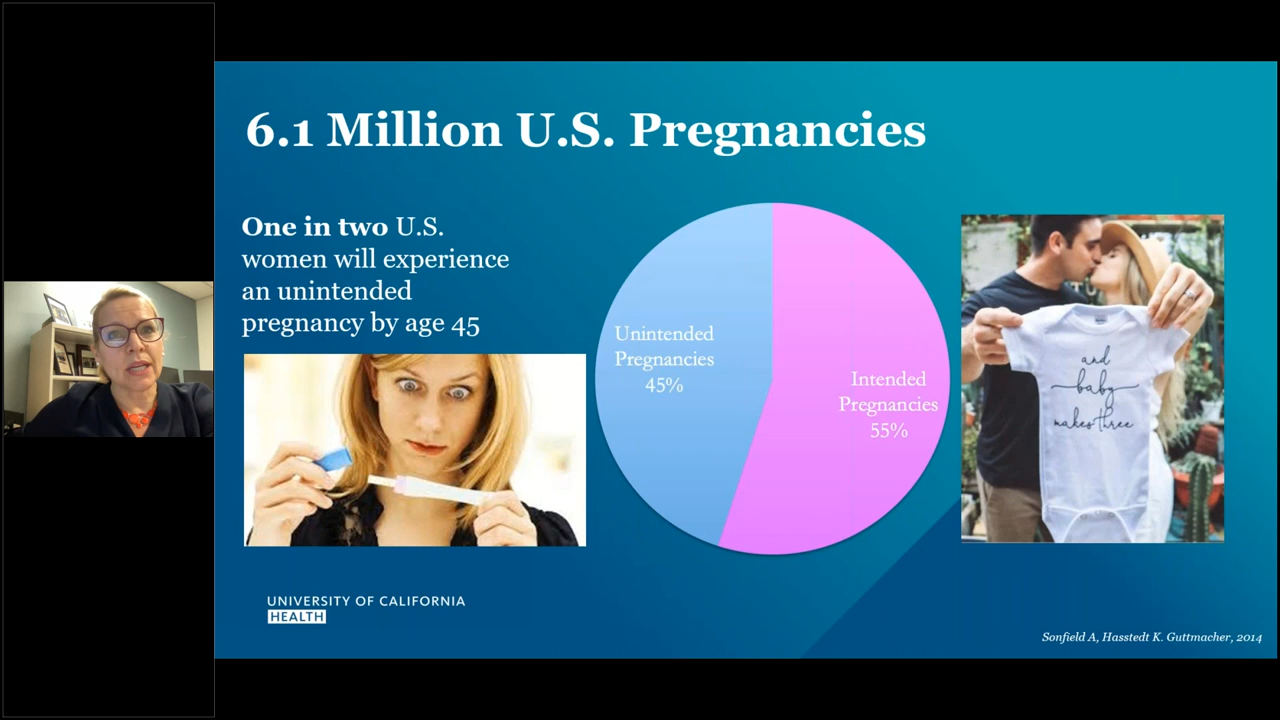 6.1 Million U.S. Pregnancies
One in two U.S.
women will experience
an unintended
pregnancy by age 45
Unintended
Pregnancies
45%
Intended
Pregnancies
55%
and
baby
makes three
UNIVERSITY OF CALIFORNIA
HEALTH
Sonfield A, Hasstedt K. Guttmacher, 2014